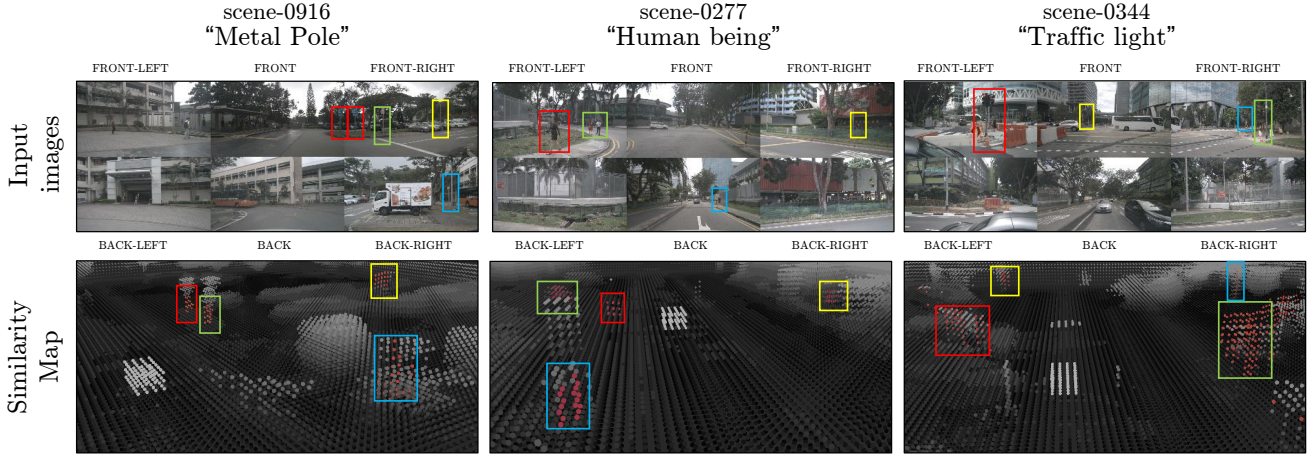 scene-0916
“Metal Pole”
scene-0277
“Human being”
scene-0344
“Traffic light”
FRONT-LEFT FRONT FRONT-RIGHT
FRONT-LEFT FRONT FRONT-RIGHT
FRONT-LEFT FRONT FRONT-RIGHT
Input
images
BACK-LEFT BACK BACK-RIGHT
BACK-LEFT BACK BACK-RIGHT
BACK-LEFT BACK BACK-RIGHT
Similarity
Map